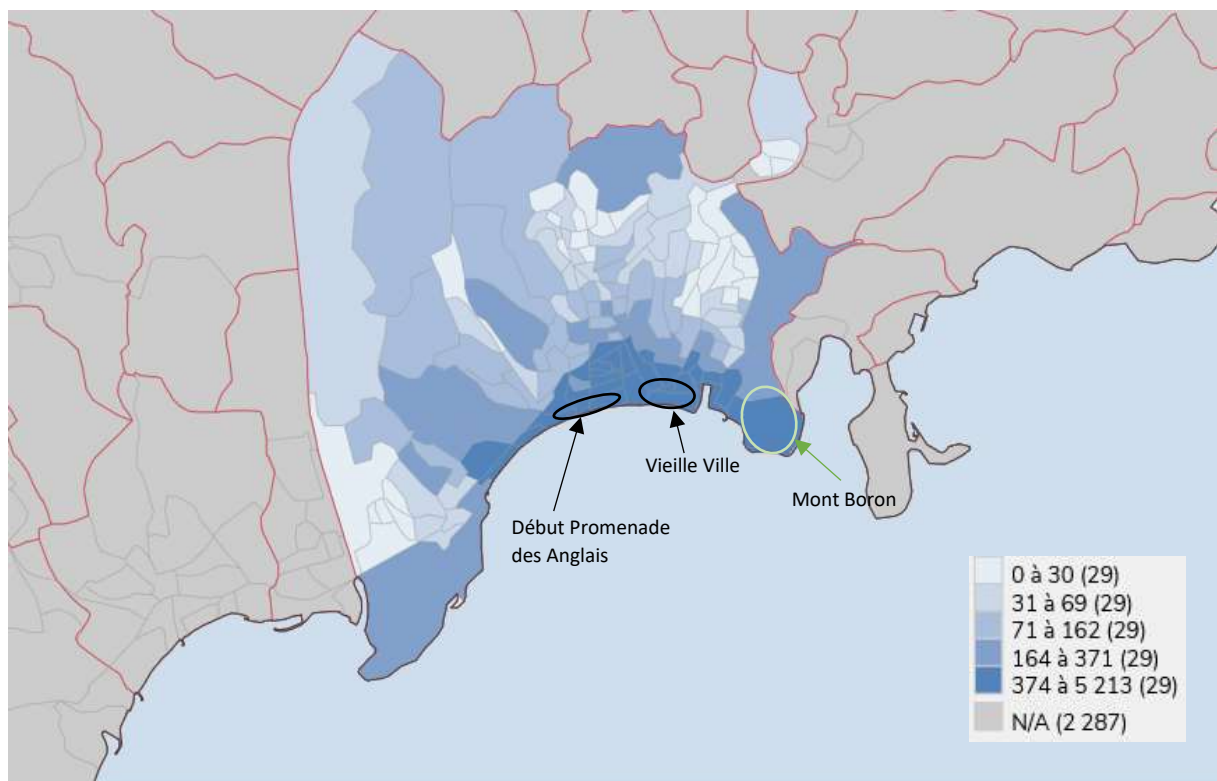 Vieille Ville
Mont Boron
Début Promenade
des Anglais
0 à 30 (29)
31 à 69 (29)
71 à 162 (29)
164 à 371 (29)
374 à 5 213 (29)
N/A (2 287)